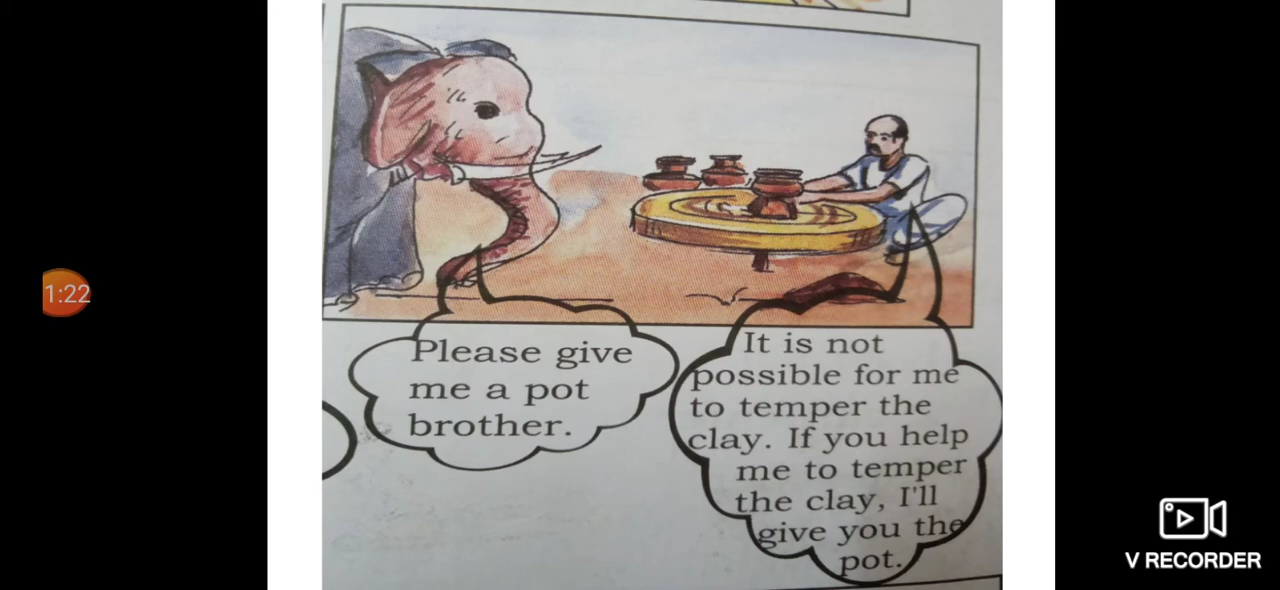 1:22
Please give
me a pot
brother.
It is not
possible for me
to temper the
clay. If you help
me to temper
the clay, I'll
give you the
pot.
V RECORDER